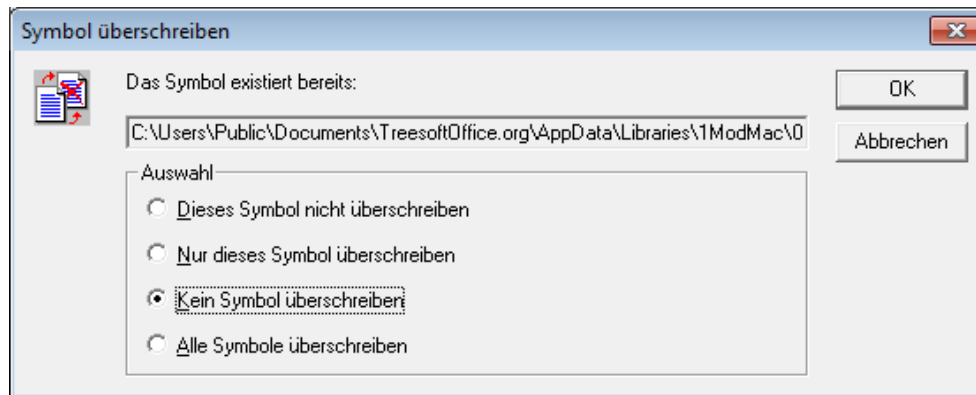 Symbol überschreiben
Das Symbol existiert bereits:
OK
C:\Users\Public\Documents\TreesoftOffice.org\AppData\Libraries\1ModMac\0
Abbrechen
Auswahl
Dieses Symbol nicht überschreiben
Nur dieses Symbol überschreiben
Kein Symbol überschreiben
Alle Symbole überschreiben